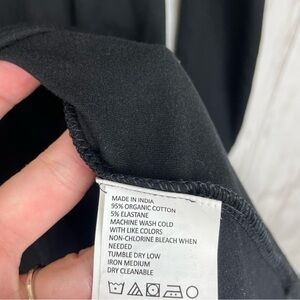 MADE IN INDIA
95% ORGANIC COTTON
5% ELASTANE
MACHINE WASH COLD
WITH LIKE COLORS
NON-CHLORINE BLEACH WHEN
NEEDED
TUMBLE DRY LOW
IRON MEDIUM
DRY CLEANABLE